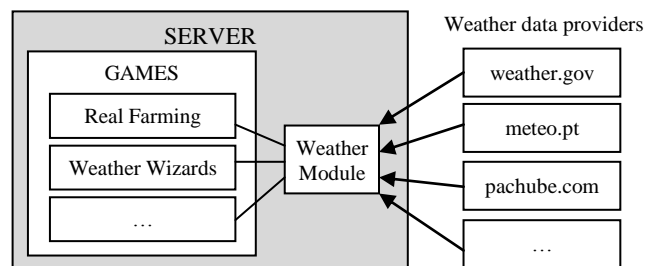 SERVER
GAMES
Real Farming
Weather Wizards
…
Weather
Module
Weather data providers
weather.gov
meteo.pt
pachube.com
…